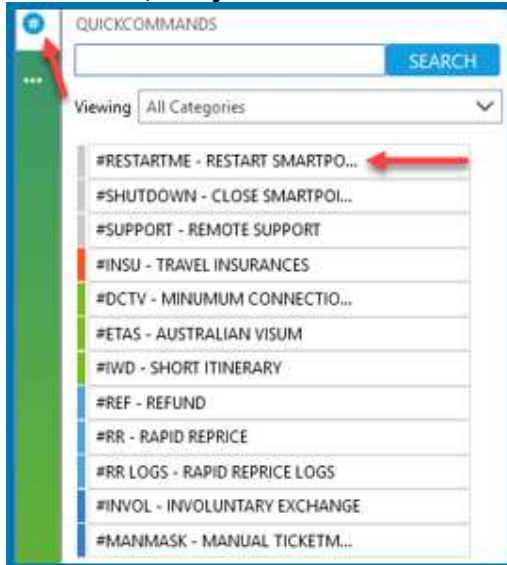 #
QUICKCOMMANDS
SEARCH
...
Viewing All Categories
#RESTARTME - RESTART SMARTPO...
#SHUTDOWN - CLOSE SMARTPOI...
#SUPPORT - REMOTE SUPPORT
#INSU - TRAVEL INSURANCES
#DCTV - MINUMUM CONNECTIO...
#ETAS - AUSTRALIAN VISUM
#IWD - SHORT ITINERARY
#REF - REFUND
#RR - RAPID REPRICE
#RR LOGS - RAPID REPRICE LOGS
#INVOL - INVOLUNTARY EXCHANGE
#MANMASK - MANUAL TICKETM...